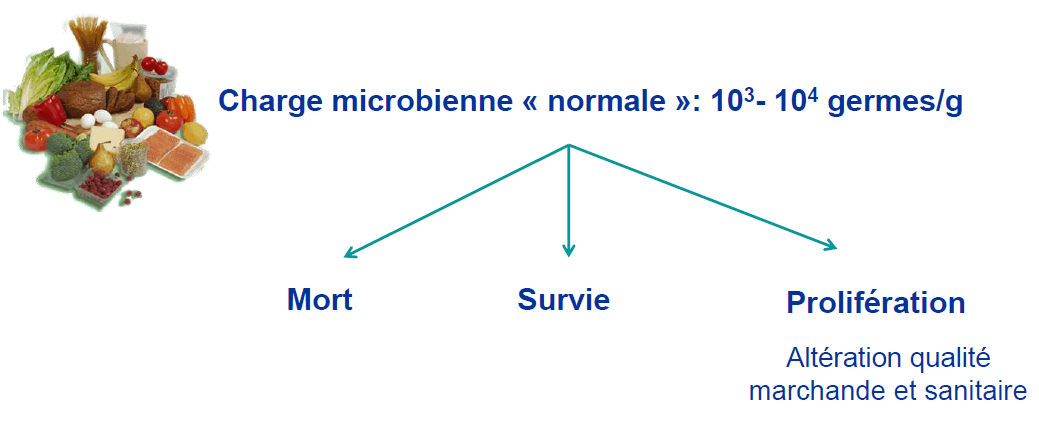 Charge microbienne « normale »: 10³- 10⁴ germes/g
Mort
Survie
Prolifération
Altération qualité
marchande et sanitaire